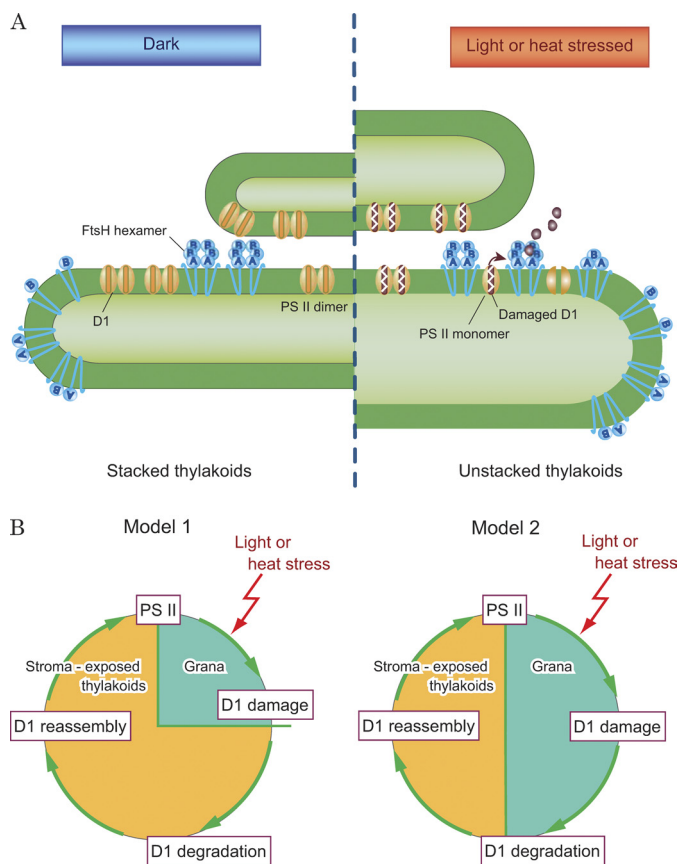 A
Dark
Light or heat stressed
FtsH hexamer
B B
B B
A
B B
B B
A
B B
B B
A
B B
B B
A
B B
A
B
B
D1
PS II dimer
PS II monomer
Damaged D1
B
B
A
A
A
B
A
A
B
A
Stacked thylakoids
Unstacked thylakoids
B
Model 1
Model 2
Light or
heat stress
Light or
heat stress
PS II
PS II
Stroma - exposed
thylakoids
Grana
Stroma - exposed
thylakoids
Grana
D1 reassembly
D1 damage
D1 reassembly
D1 damage
D1 degradation
D1 degradation